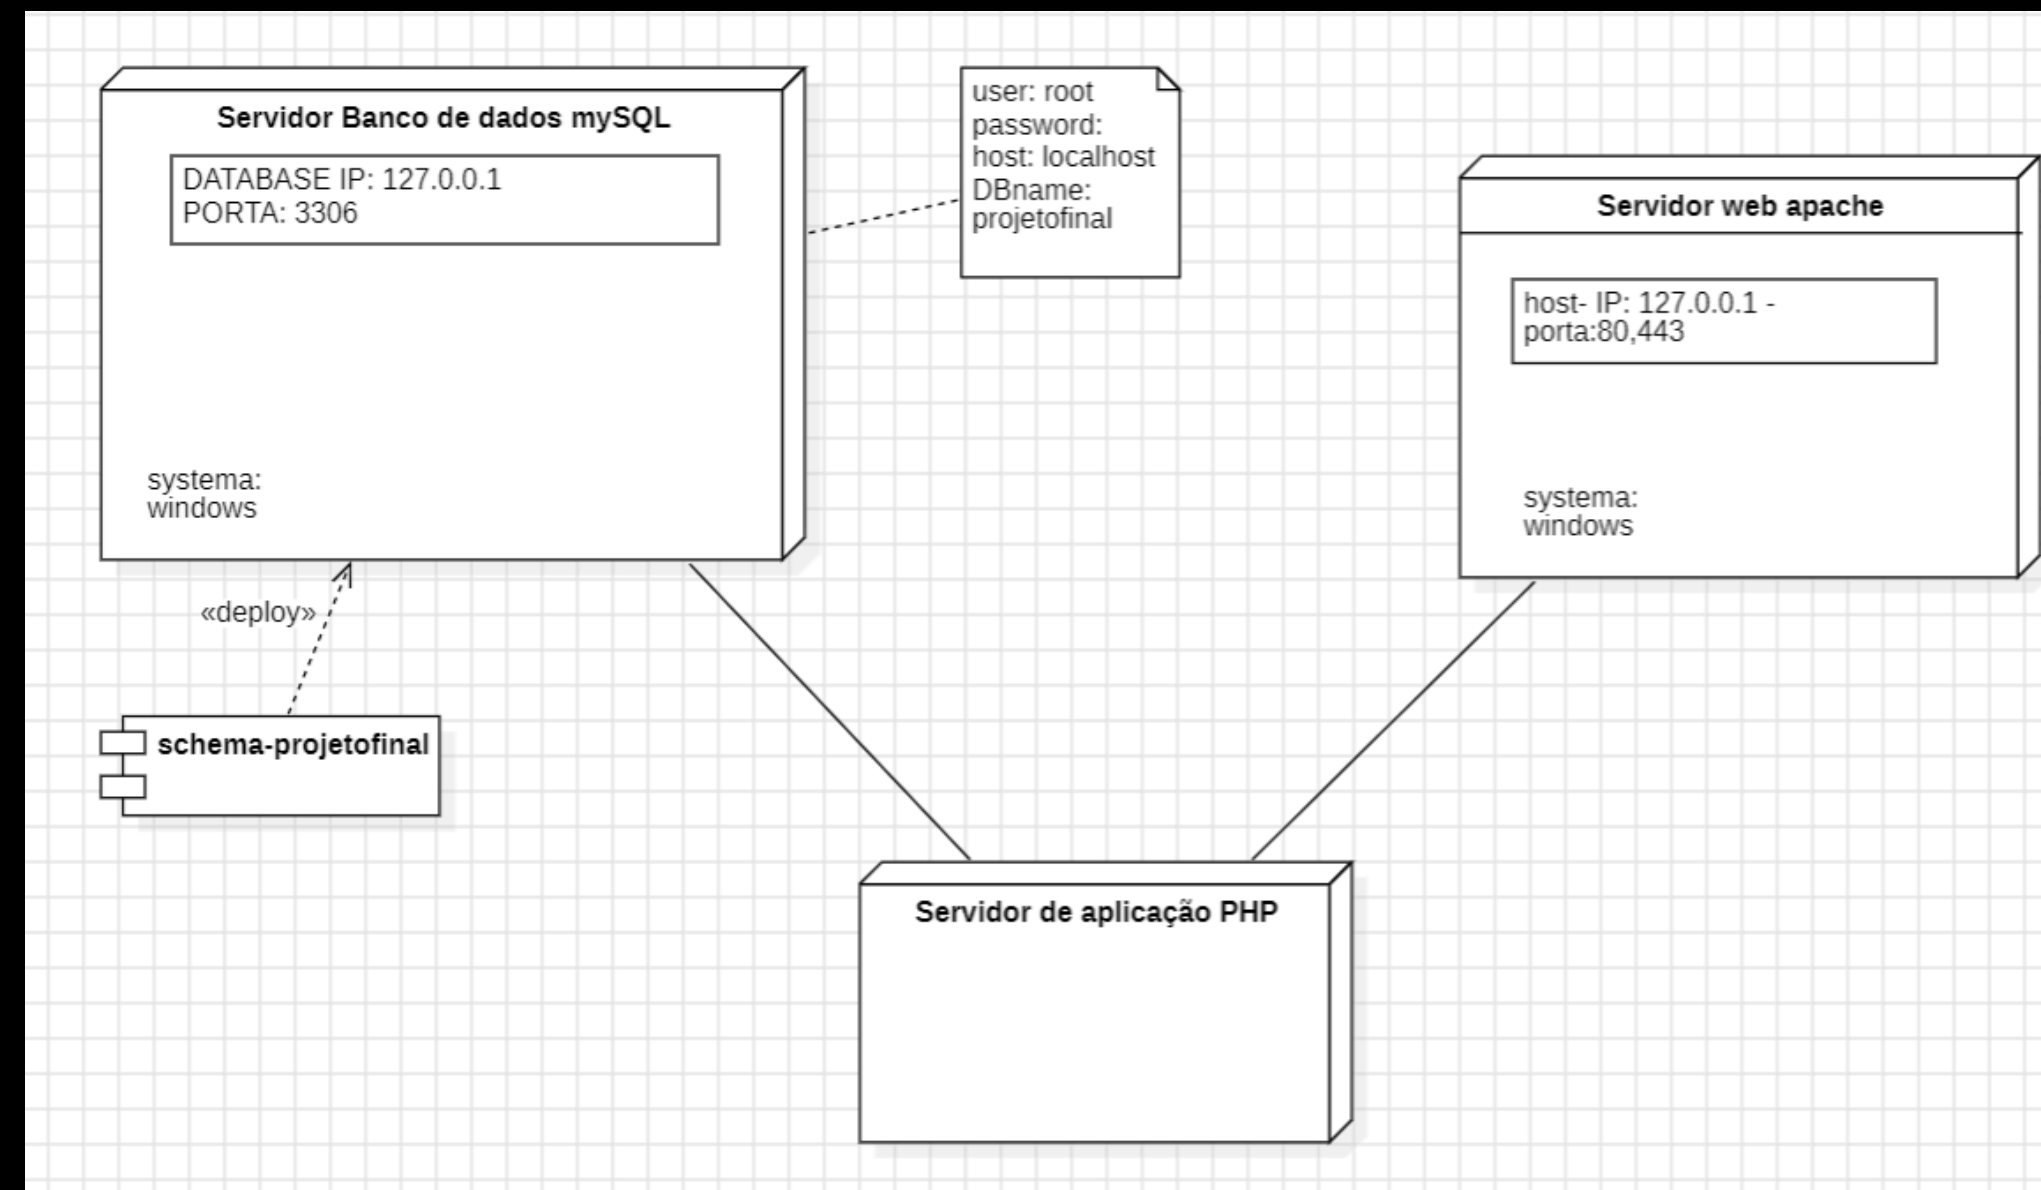 Servidor Banco de dados mySQL
DATABASE IP: 127.0.0.1
PORTA: 3306
systema:
windows
user: root
password:
host: localhost
DBname:
projetofinal
Servidor web apache
host- IP: 127.0.0.1 -
porta:80,443
systema:
windows
«deploy»
schema-projetofinal
Servidor de aplicação PHP